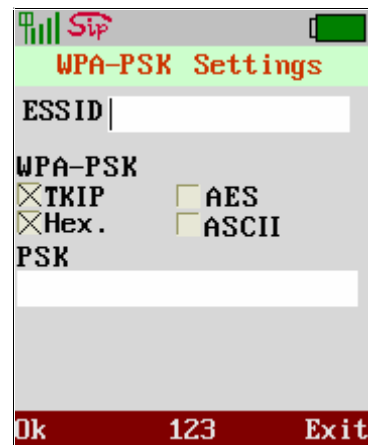 Sip
WPA-PSK Settings
ESSID
WPA-PSK
TKIP AES
Hex. ASCII
PSK
Ok 123 Exit